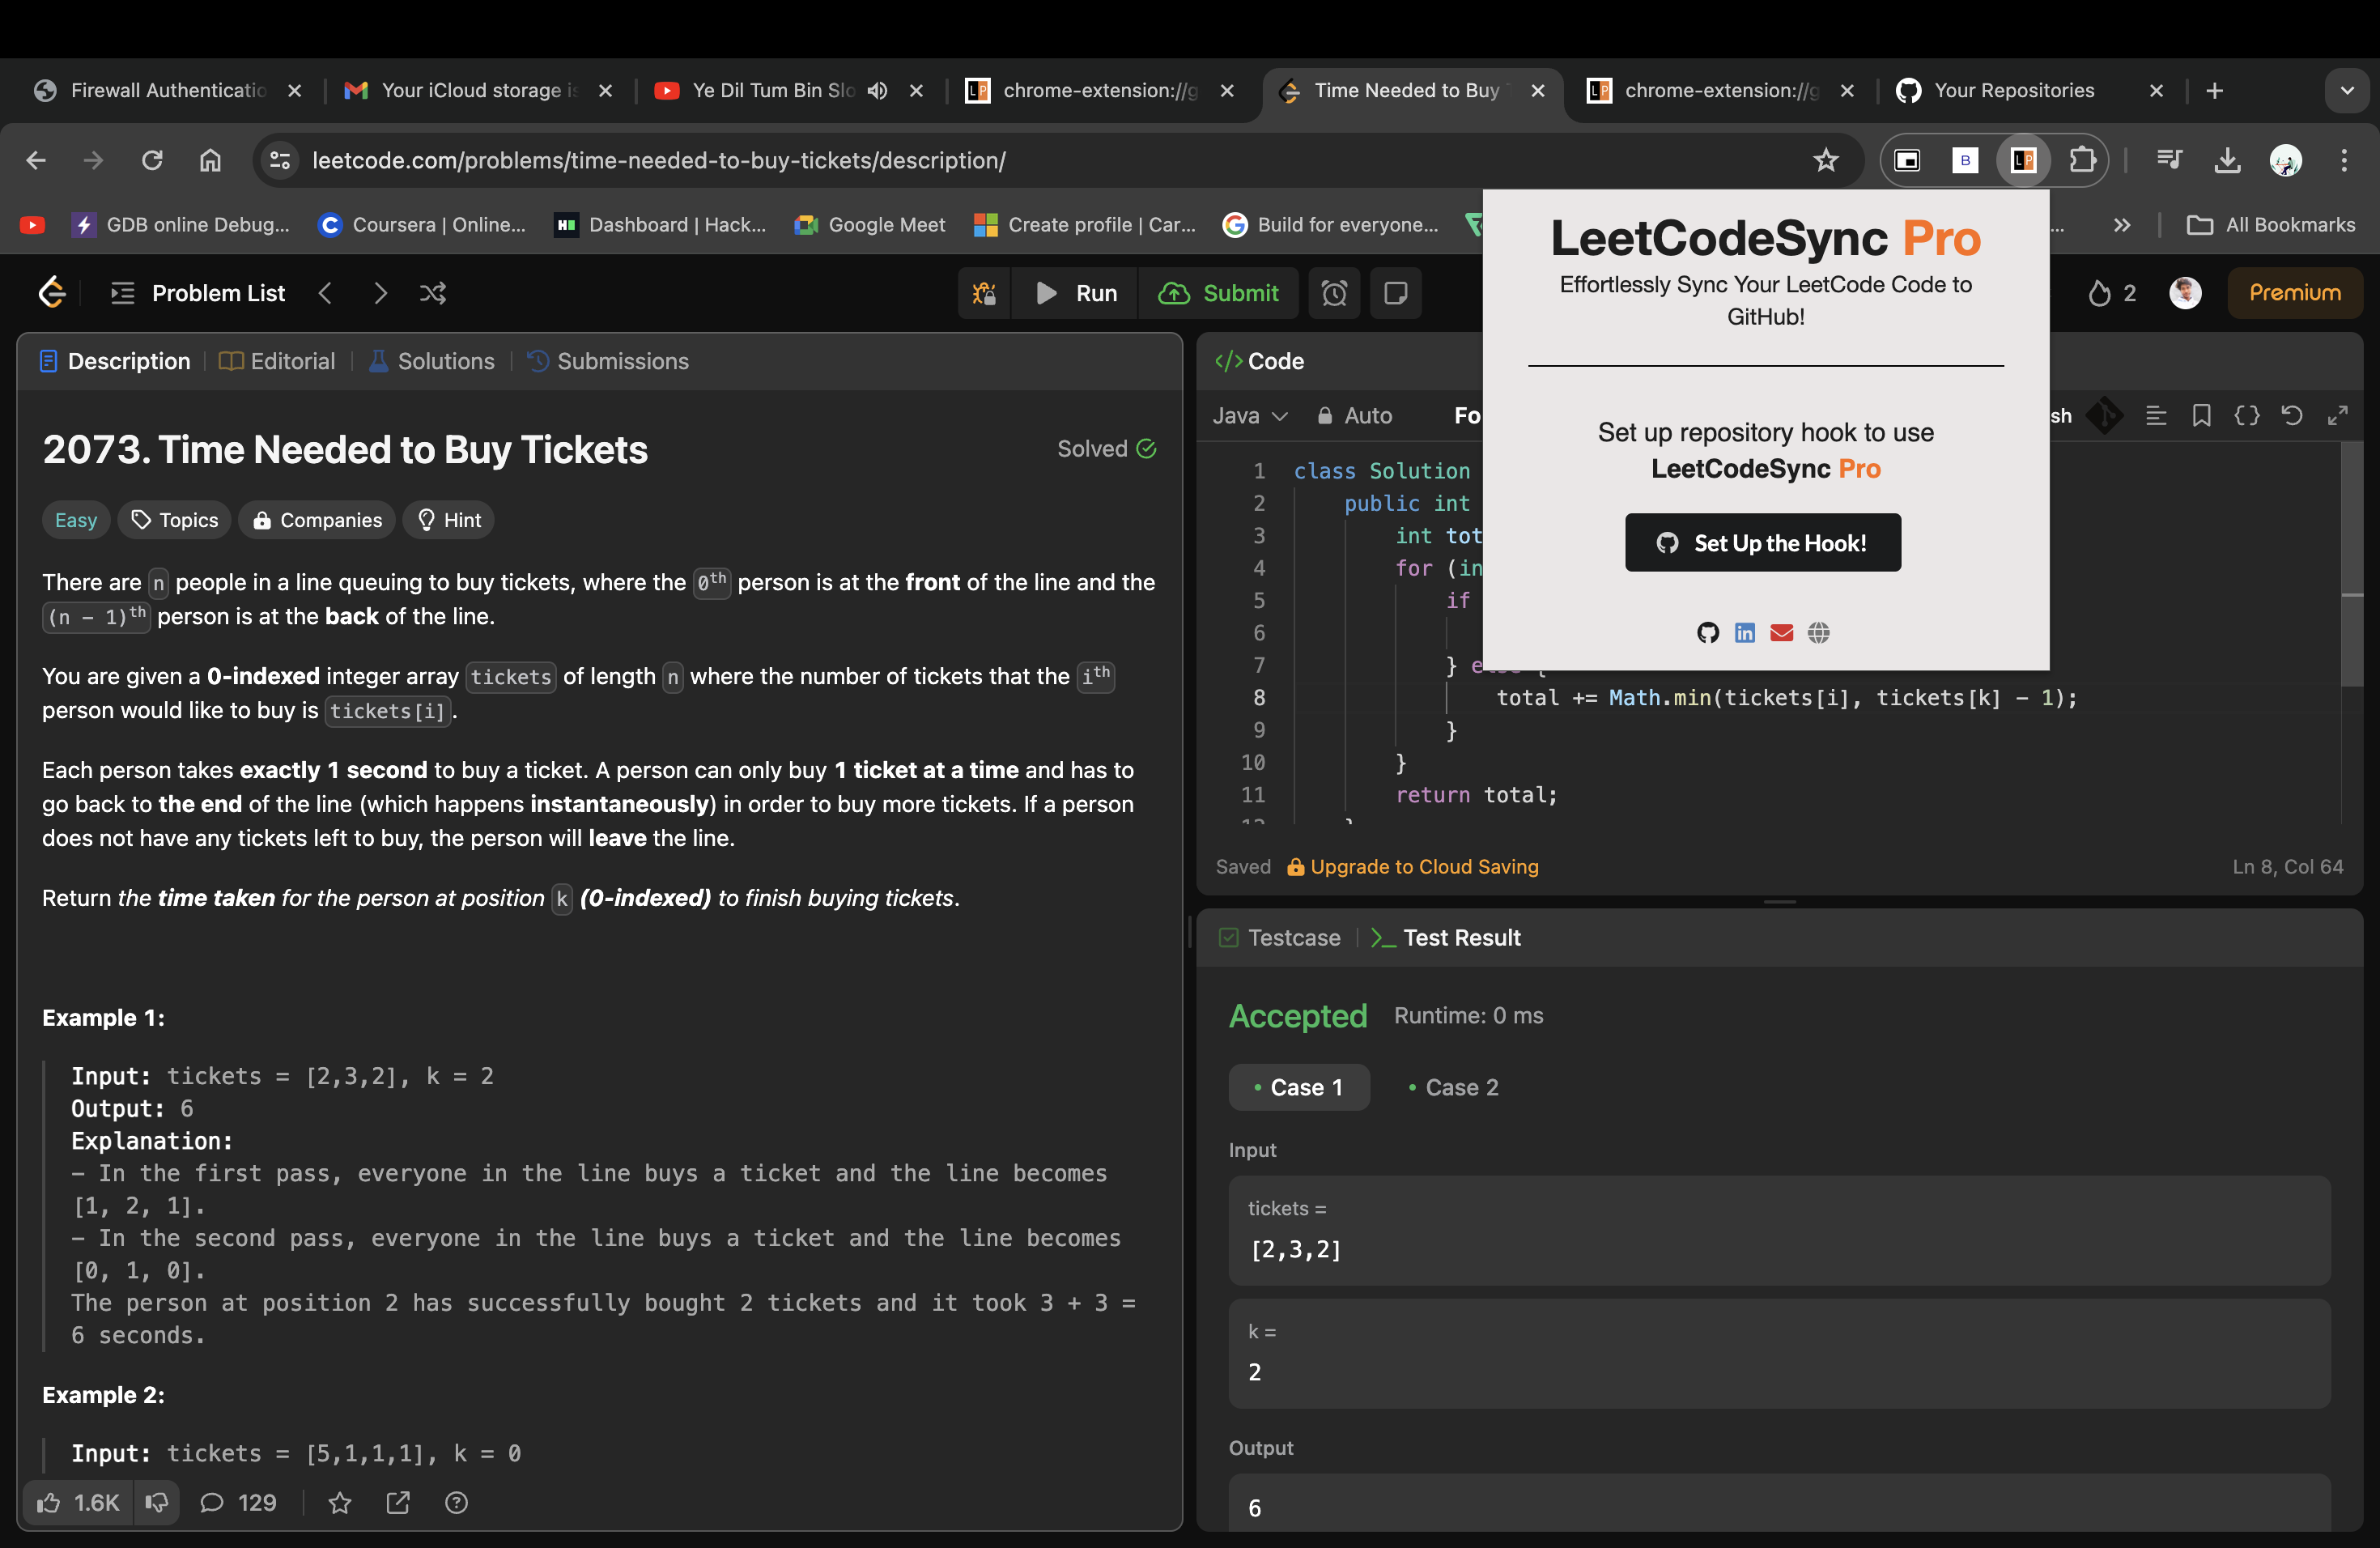 Firewall Authenticatio
Your iCloud storage is
Ye Dil Tum Bin Slo
chrome-extension://g
Time Needed to Buy
chrome-extension://g
Your Repositories
leetcode.com/problems/time-needed-to-buy-tickets/description/
B
LP
GDB online Debug...
Coursera | Online...
Dashboard | Hack...
Google Meet
Create profile | Car...
Build for everyone...
...
All Bookmarks
Problem List
Run
Submit
2
Premium
LeetCodeSync Pro
Effortlessly Sync Your LeetCode Code to
GitHub!
Set up repository hook to use
LeetCodeSync Pro
Set Up the Hook!
Description
Editorial
Solutions
Submissions
2073. Time Needed to Buy Tickets
Solved
Easy
Topics
Companies
Hint
There are n people in a line queuing to buy tickets, where the 0th person is at the front of the line and the
(n - 1)th person is at the back of the line.
You are given a 0-indexed integer array tickets of length n where the number of tickets that the ith
person would like to buy is tickets[i].
Each person takes exactly 1 second to buy a ticket. A person can only buy 1 ticket at a time and has to
go back to the end of the line (which happens instantaneously) in order to buy more tickets. If a person
does not have any tickets left to buy, the person will leave the line.
Return the time taken for the person at position k (0-indexed) to finish buying tickets.
Example 1:
Input: tickets = [2,3,2], k = 2
Output: 6
Explanation:
- In the first pass, everyone in the line buys a ticket and the line becomes
[1, 2, 1].
- In the second pass, everyone in the line buys a ticket and the line becomes
[0, 1, 0].
The person at position 2 has successfully bought 2 tickets and it took 3 + 3 =
6 seconds.
Example 2:
Input: tickets = [5,1,1,1], k = 0
1.6K
129
Code
Java
Auto
Fo
sh
1 class Solution
2 public int
3 int tot
4 for (in
5 if
6
7 }
8 total += Math.min(tickets[i], tickets[k] - 1);
9 }
10 }
11 return total;
Saved
Upgrade to Cloud Saving
Ln 8, Col 64
Testcase
Test Result
Accepted
Runtime: 0 ms
Case 1
Case 2
Input
tickets =
[2,3,2]
k =
2
Output
6